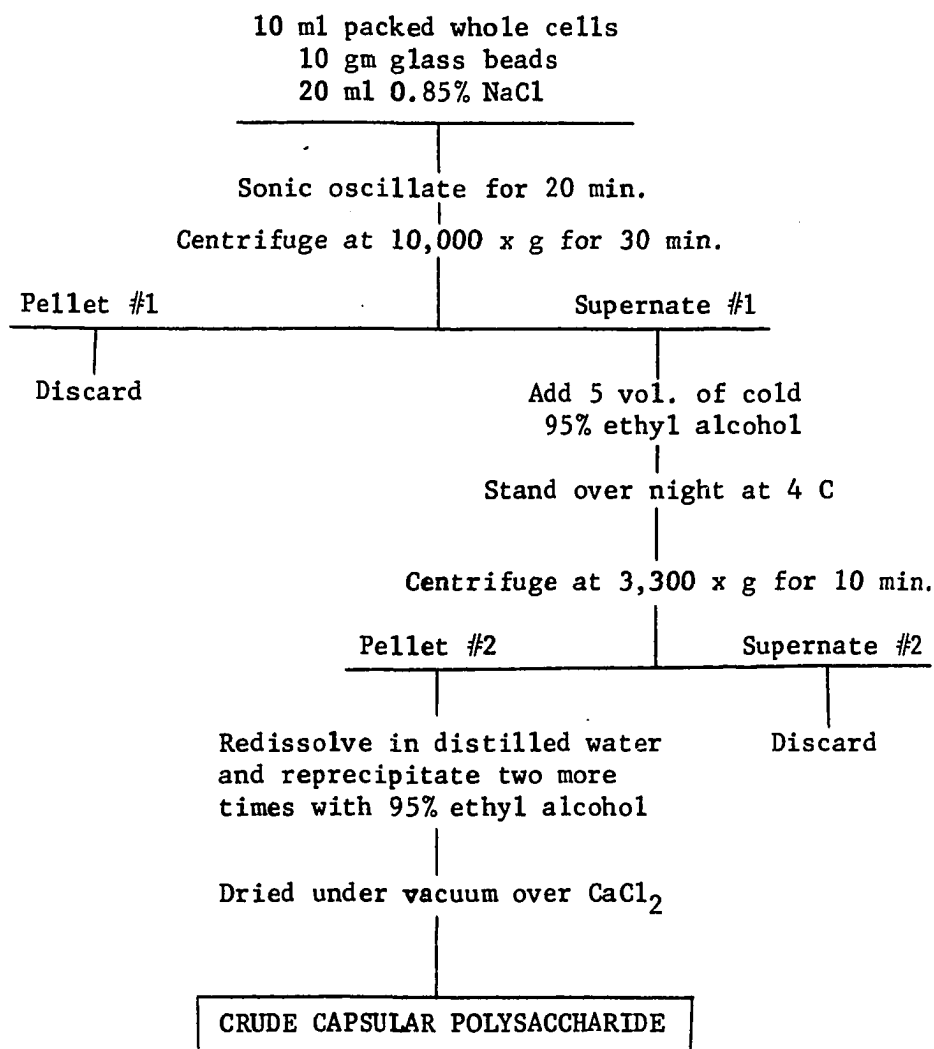 10 ml packed whole cells
10 gm glass beads
20 ml 0.85% NaCl
Sonic oscillate for 20 min.
Centrifuge at 10,000 x g for 30 min.
Pellet #1
Supernate #1
Discard
Add 5 vol. of cold
95% ethyl alcohol
Stand over night at 4 C
Centrifuge at 3,300 x g for 10 min.
Pellet #2
Supernate #2
Redissolve in distilled water
and reprecipitate two more
times with 95% ethyl alcohol
Discard
Dried under vacuum over CaCl₂
CRUDE CAPSULAR POLYSACCHARIDE